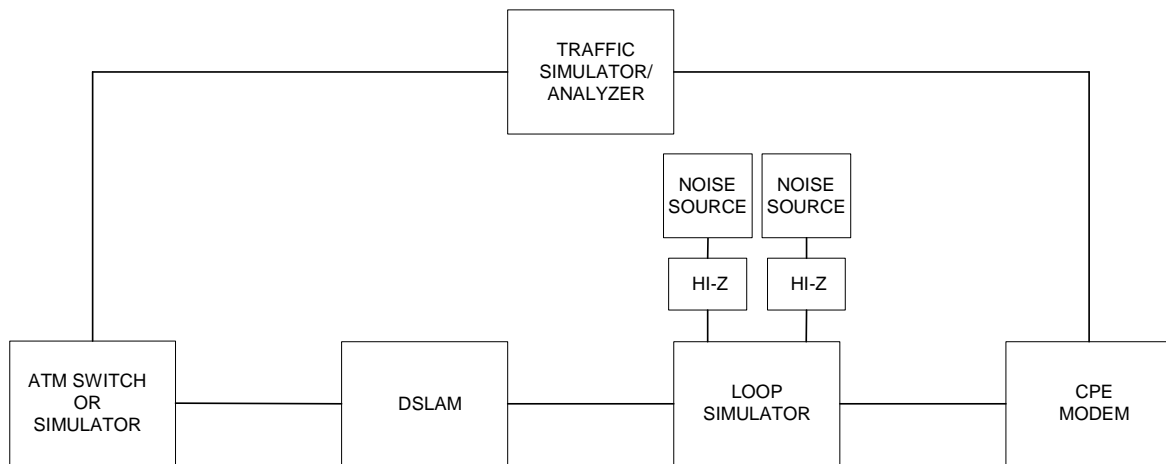 TRAFFIC
SIMULATOR/
ANALYZER
NOISE
SOURCE
NOISE
SOURCE
HI-Z
HI-Z
ATM SWITCH
OR
SIMULATOR
DSLAM
LOOP
SIMULATOR
CPE
MODEM